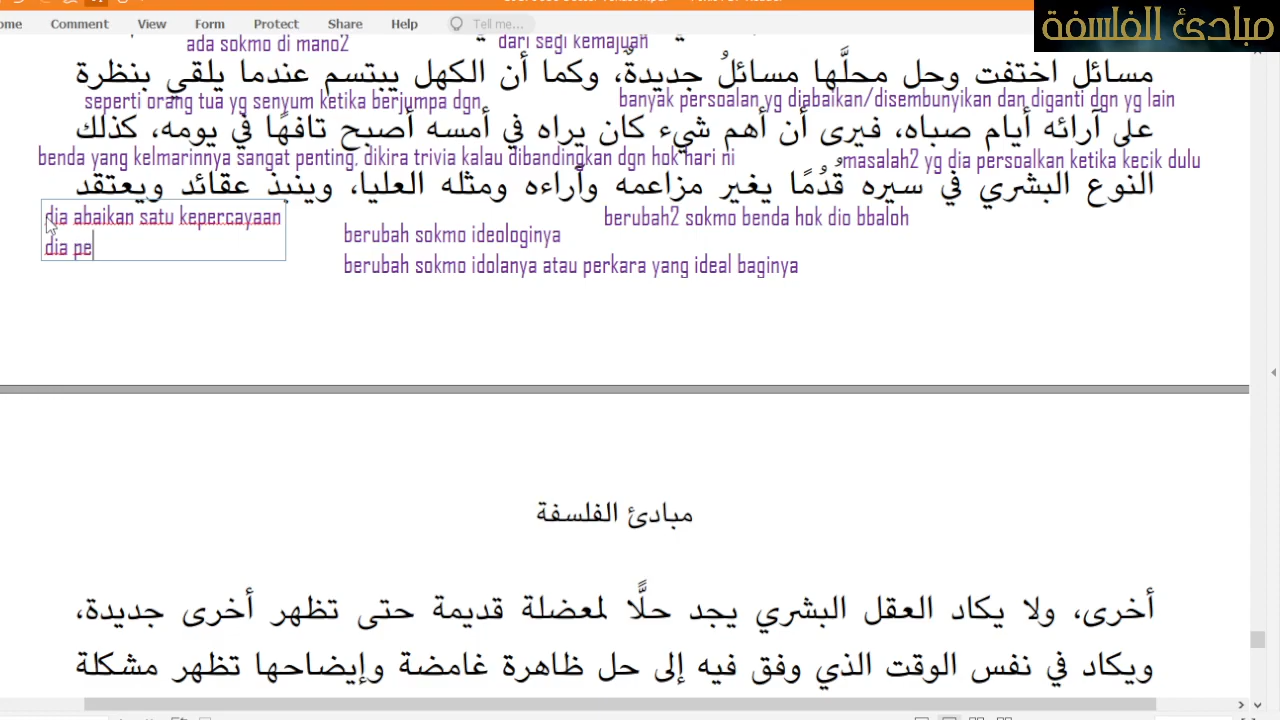 ome Comment View Form Protect Share Help Tell me...
مبادئ الفلسفة
ada sokmo di mano2
dari segi kemajuan
مسائل اختفت وحل محلَّها مسائلُ جديدةٌ، وكما أن الكهل يبتسم عندما يلقي بنظرة
seperti orang tua yg senyum ketika berjumpa dgn
banyak persoalan yg diabaikan/disembunyikan dan diganti dgn yg lain
على آرائه أيام صباه، فيرى أن أهم شيء كان يراه في أمسه أصبح تافهًا في يومه، كذلك
benda yang kelmarinnya sangat penting, dikira trivia kalau dibandingkan dgn hok hari ni
masalah2 yg dia persoalkan ketika kecik dulu
النوع البشري في سيره قُدُمًا يغير مزاعمه وآراءه ومثله العليا، وينبذ عقائد ويعتقد
dia abaikan satu kepercayaan
dia pe
berubah2 sokmo benda hok dio bbaloh
berubah sokmo ideologinya
berubah sokmo idolanya atau perkara yang ideal baginya
مبادئ الفلسفة
أخرى، ولا يكاد العقل البشري يجد حلًّا لمعضلة قديمة حتى تظهر أخرى جديدة،
ويكاد في نفس الوقت الذي وفق فيه إلى حل ظاهرة غامضة وإيضاحها تظهر مشكلة